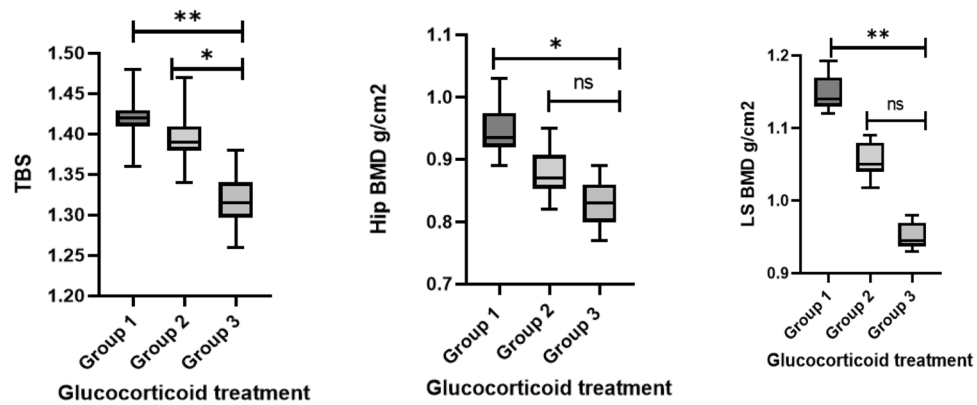 **
*
1.50
1.45
1.40
1.35
1.30
1.25
1.20
TBS
Group 1
Group 2
Group 3
Glucocorticoid treatment
*
ns
1.1
1.0
0.9
0.8
0.7
Hip BMD g/cm2
Group 1
Group 2
Group 3
Glucocorticoid treatment
**
ns
1.2
1.1
1.0
0.9
LS BMD g/cm2
Group 1
Group 2
Group 3
Glucocorticoid treatment